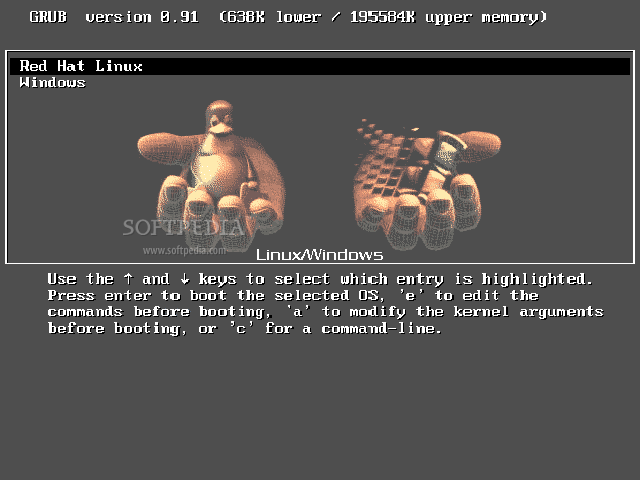 GRUB version 0.91 (638K lower / 195584K upper memory)
Red Hat Linux
Windows
SOFTPEDIA
www.softpedia.com
Linux/Windows
Use the ↑ and ↓ keys to select which entry is highlighted.
Press enter to boot the selected OS, 'e' to edit the
commands before booting, 'a' to modify the kernel arguments
before booting, or 'c' for a command-line.